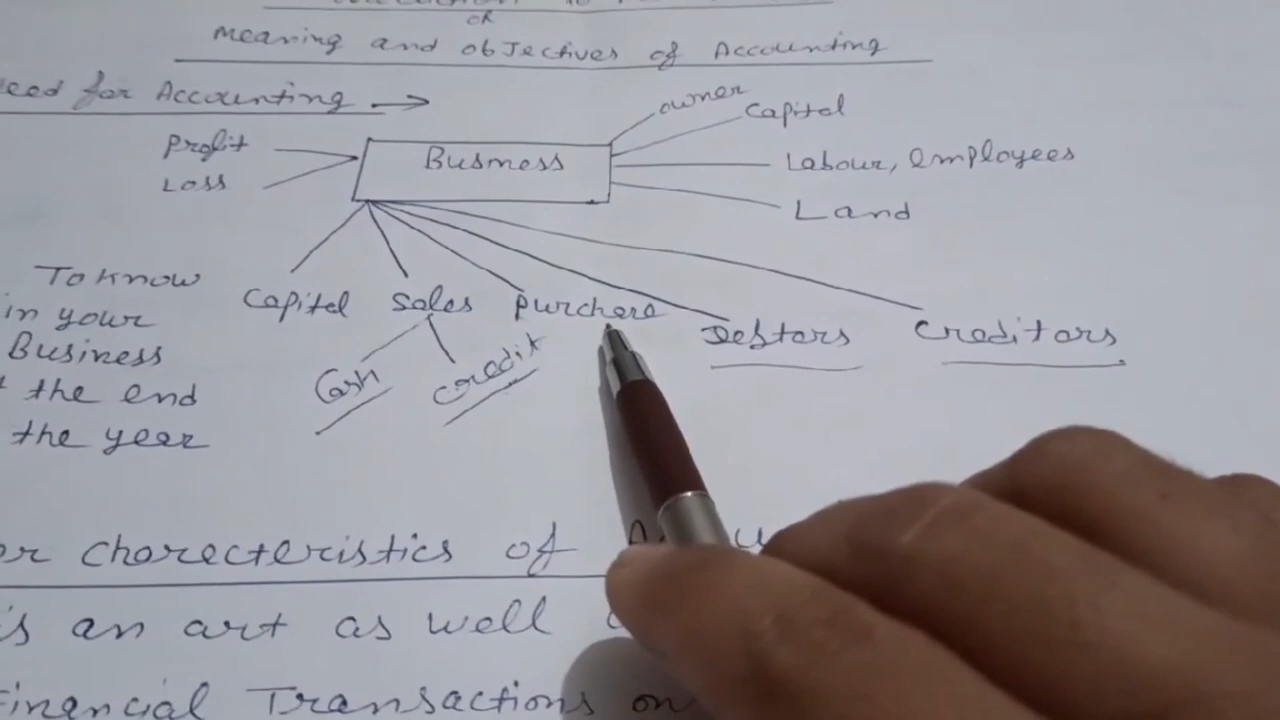 or
Meaning and objectives of Accounting
for Accounting →
owner
Capital
Profit
Business
Labour, employees
Loss
Land
To know
in your
Business
the end
the year
Capital Sales purchase Debtors Creditors
Cash credit
charecteristics of
is an art as well
Financial Transactions on